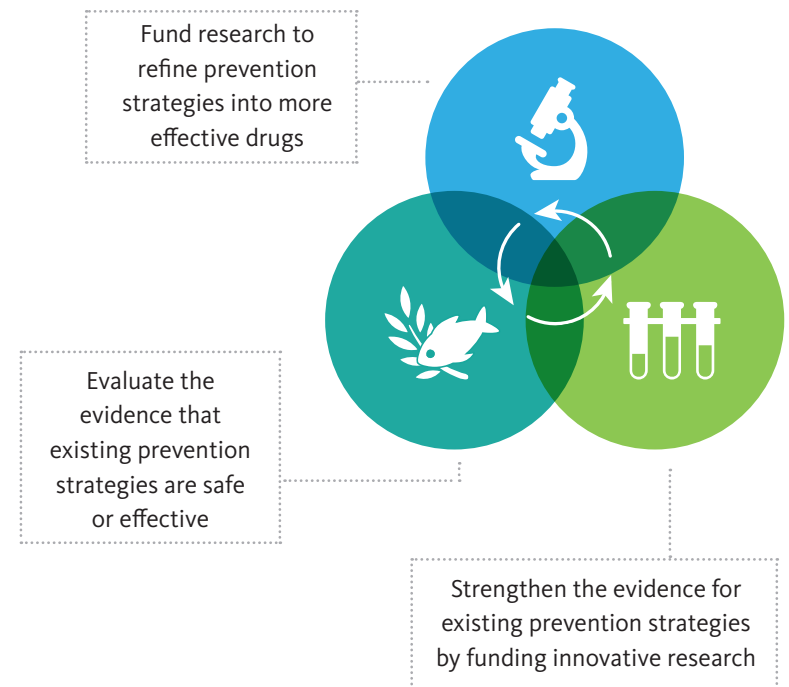 Fund research to
refine prevention
strategies into more
effective drugs
Evaluate the
evidence that
existing prevention
strategies are safe
or effective
Strengthen the evidence for
existing prevention strategies
by funding innovative research